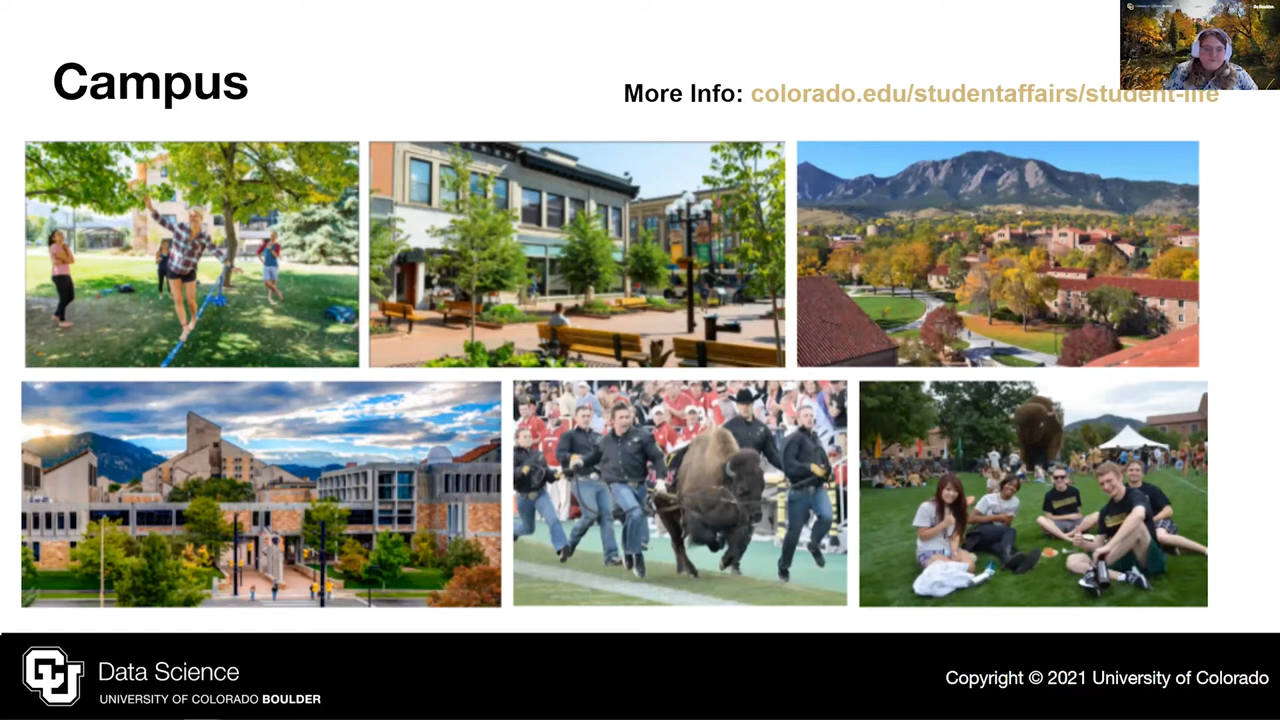 Campus
More Info: colorado.edu/studentaffairs/student-life
CU Data Science
UNIVERSITY OF COLORADO BOULDER
Copyright © 2021 University of Colorado